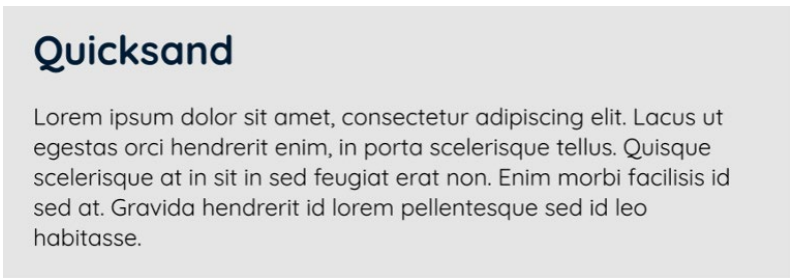 Quicksand
Lorem ipsum dolor sit amet, consectetur adipiscing elit. Lacus ut
egestas orci hendrerit enim, in porta scelerisque tellus. Quisque
scelerisque at in sit in sed feugiat erat non. Enim morbi facilisis id
sed at. Gravida hendrerit id lorem pellentesque sed id leo
habitasse.